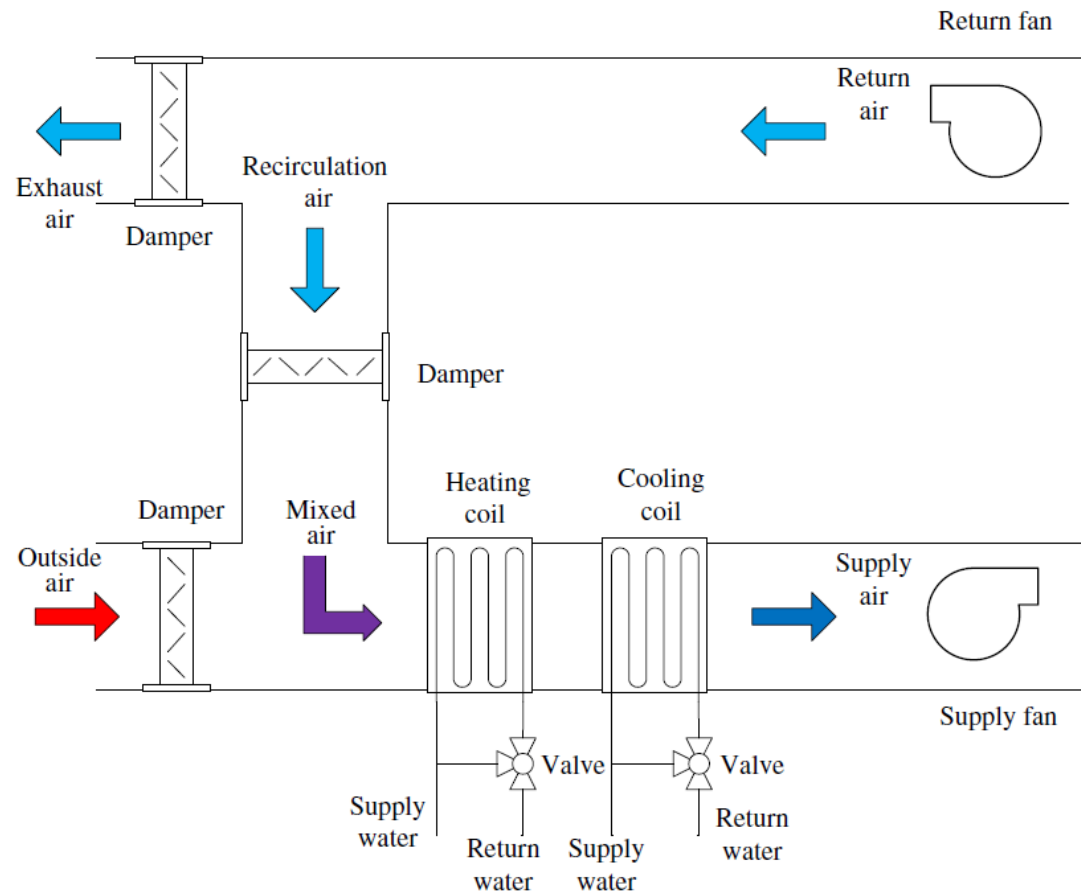 Return fan
Return
air
Recirculation
air
Exhaust
air
Damper
Damper
Damper
Heating
coil
Cooling
coil
Mixed
air
Outside
air
Supply
air
Supply fan
Valve
Valve
Supply
water
Return
water
Supply
water
Return
water